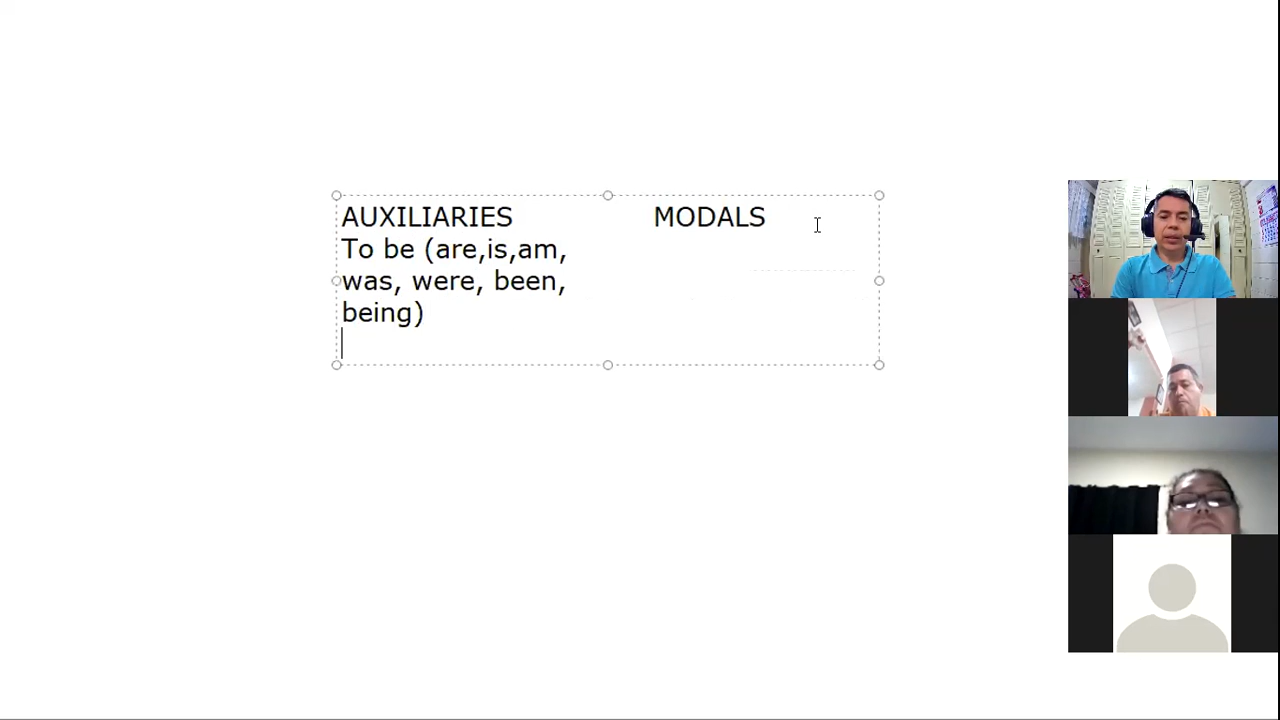 AUXILIARIES MODALS
To be (are,is,am,
was, were, been,
being)